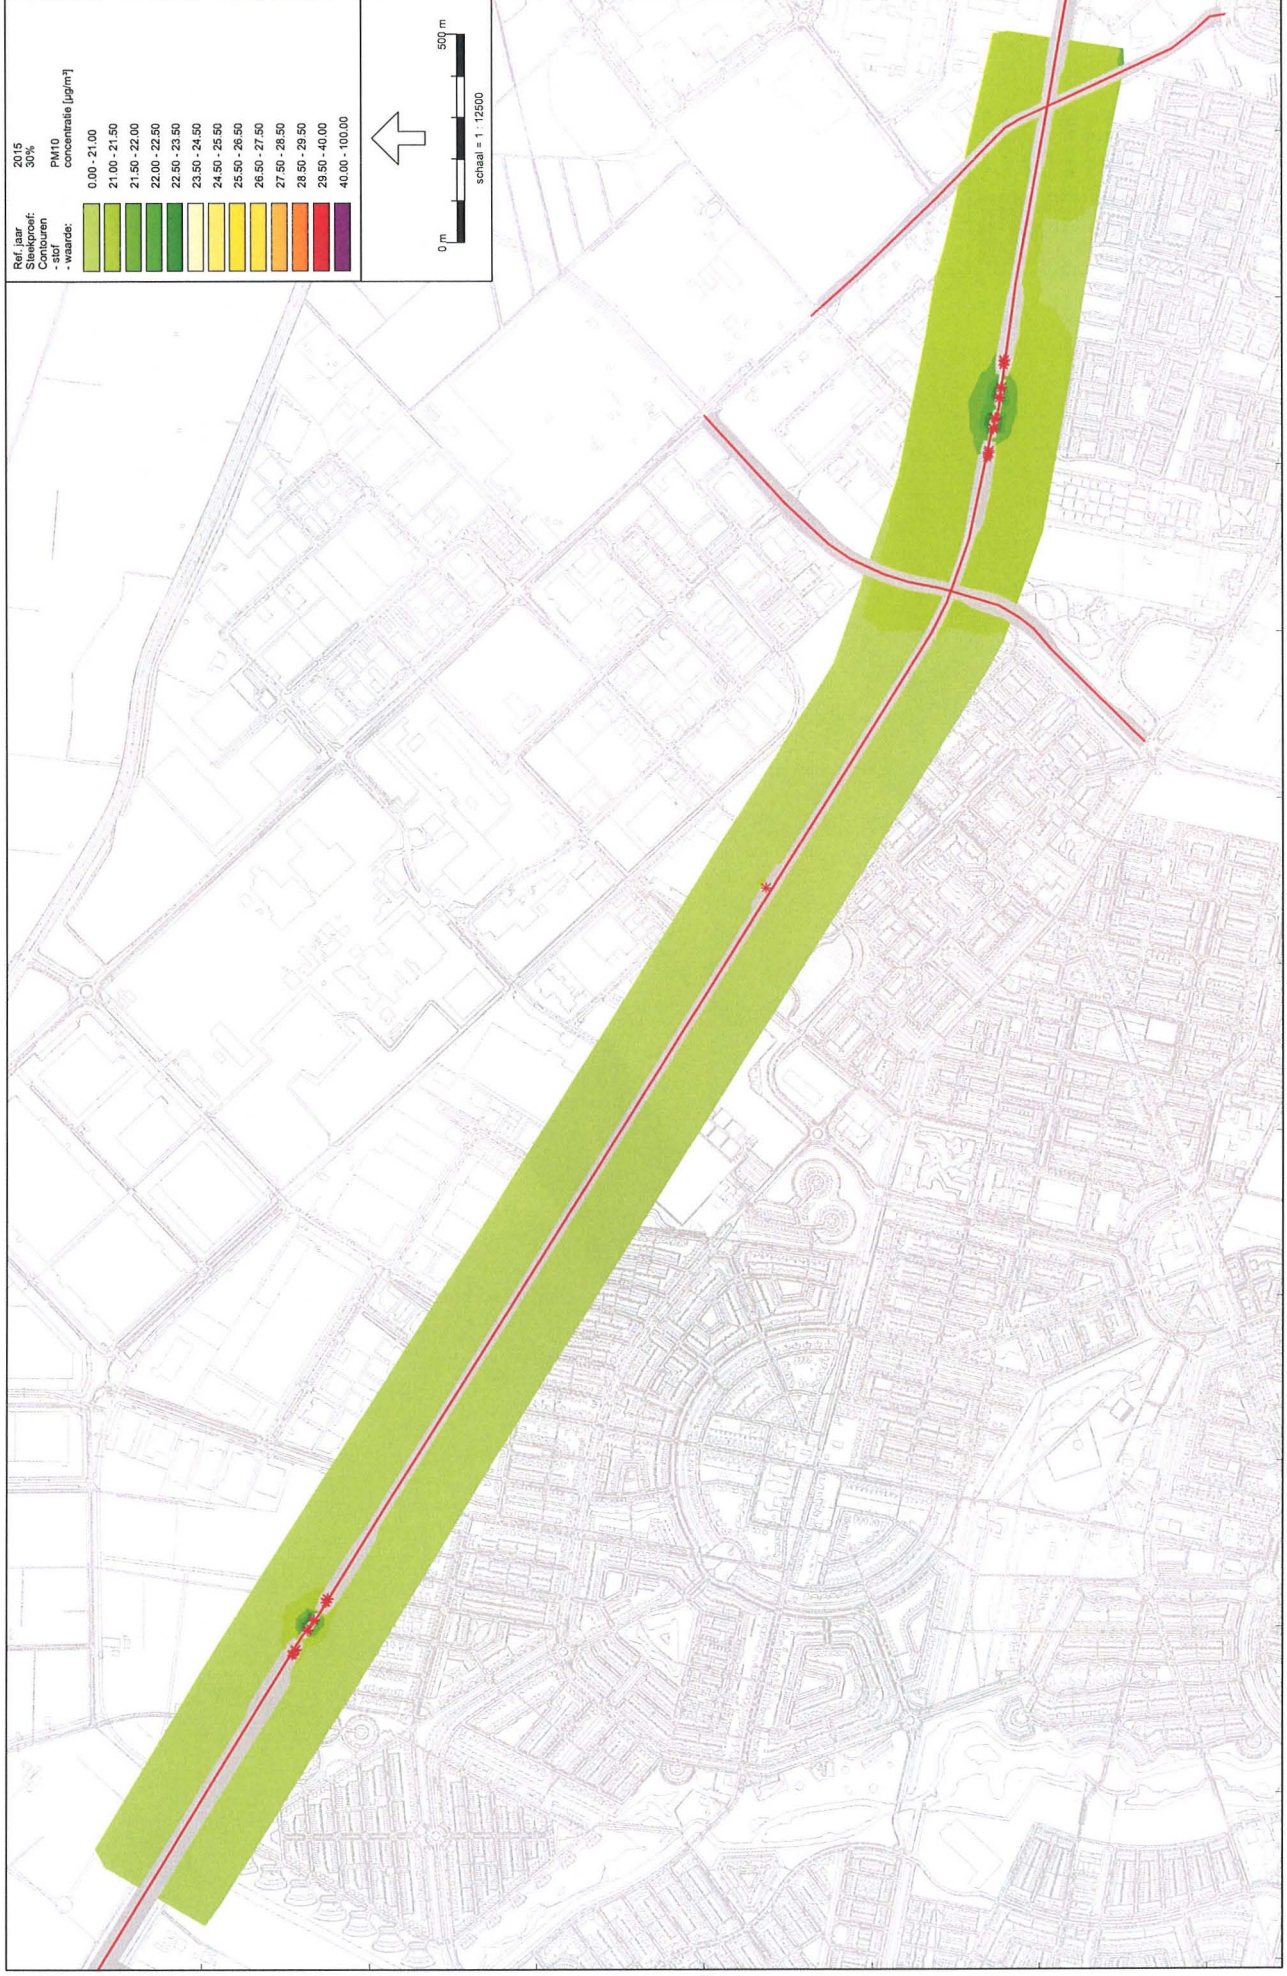 Ref. jaar 2015
Steekproef: 30%
Contouren
- stof PM10
- waarde: concentratie [µg/m³]
0.00 - 21.00
21.00 - 21.50
21.50 - 22.00
22.00 - 22.50
22.50 - 23.50
23.50 - 24.50
24.50 - 25.50
25.50 - 26.50
26.50 - 27.50
27.50 - 28.50
28.50 - 29.50
29.50 - 40.00
40.00 - 100.00
0 m 500 m
schaal = 1 : 12500